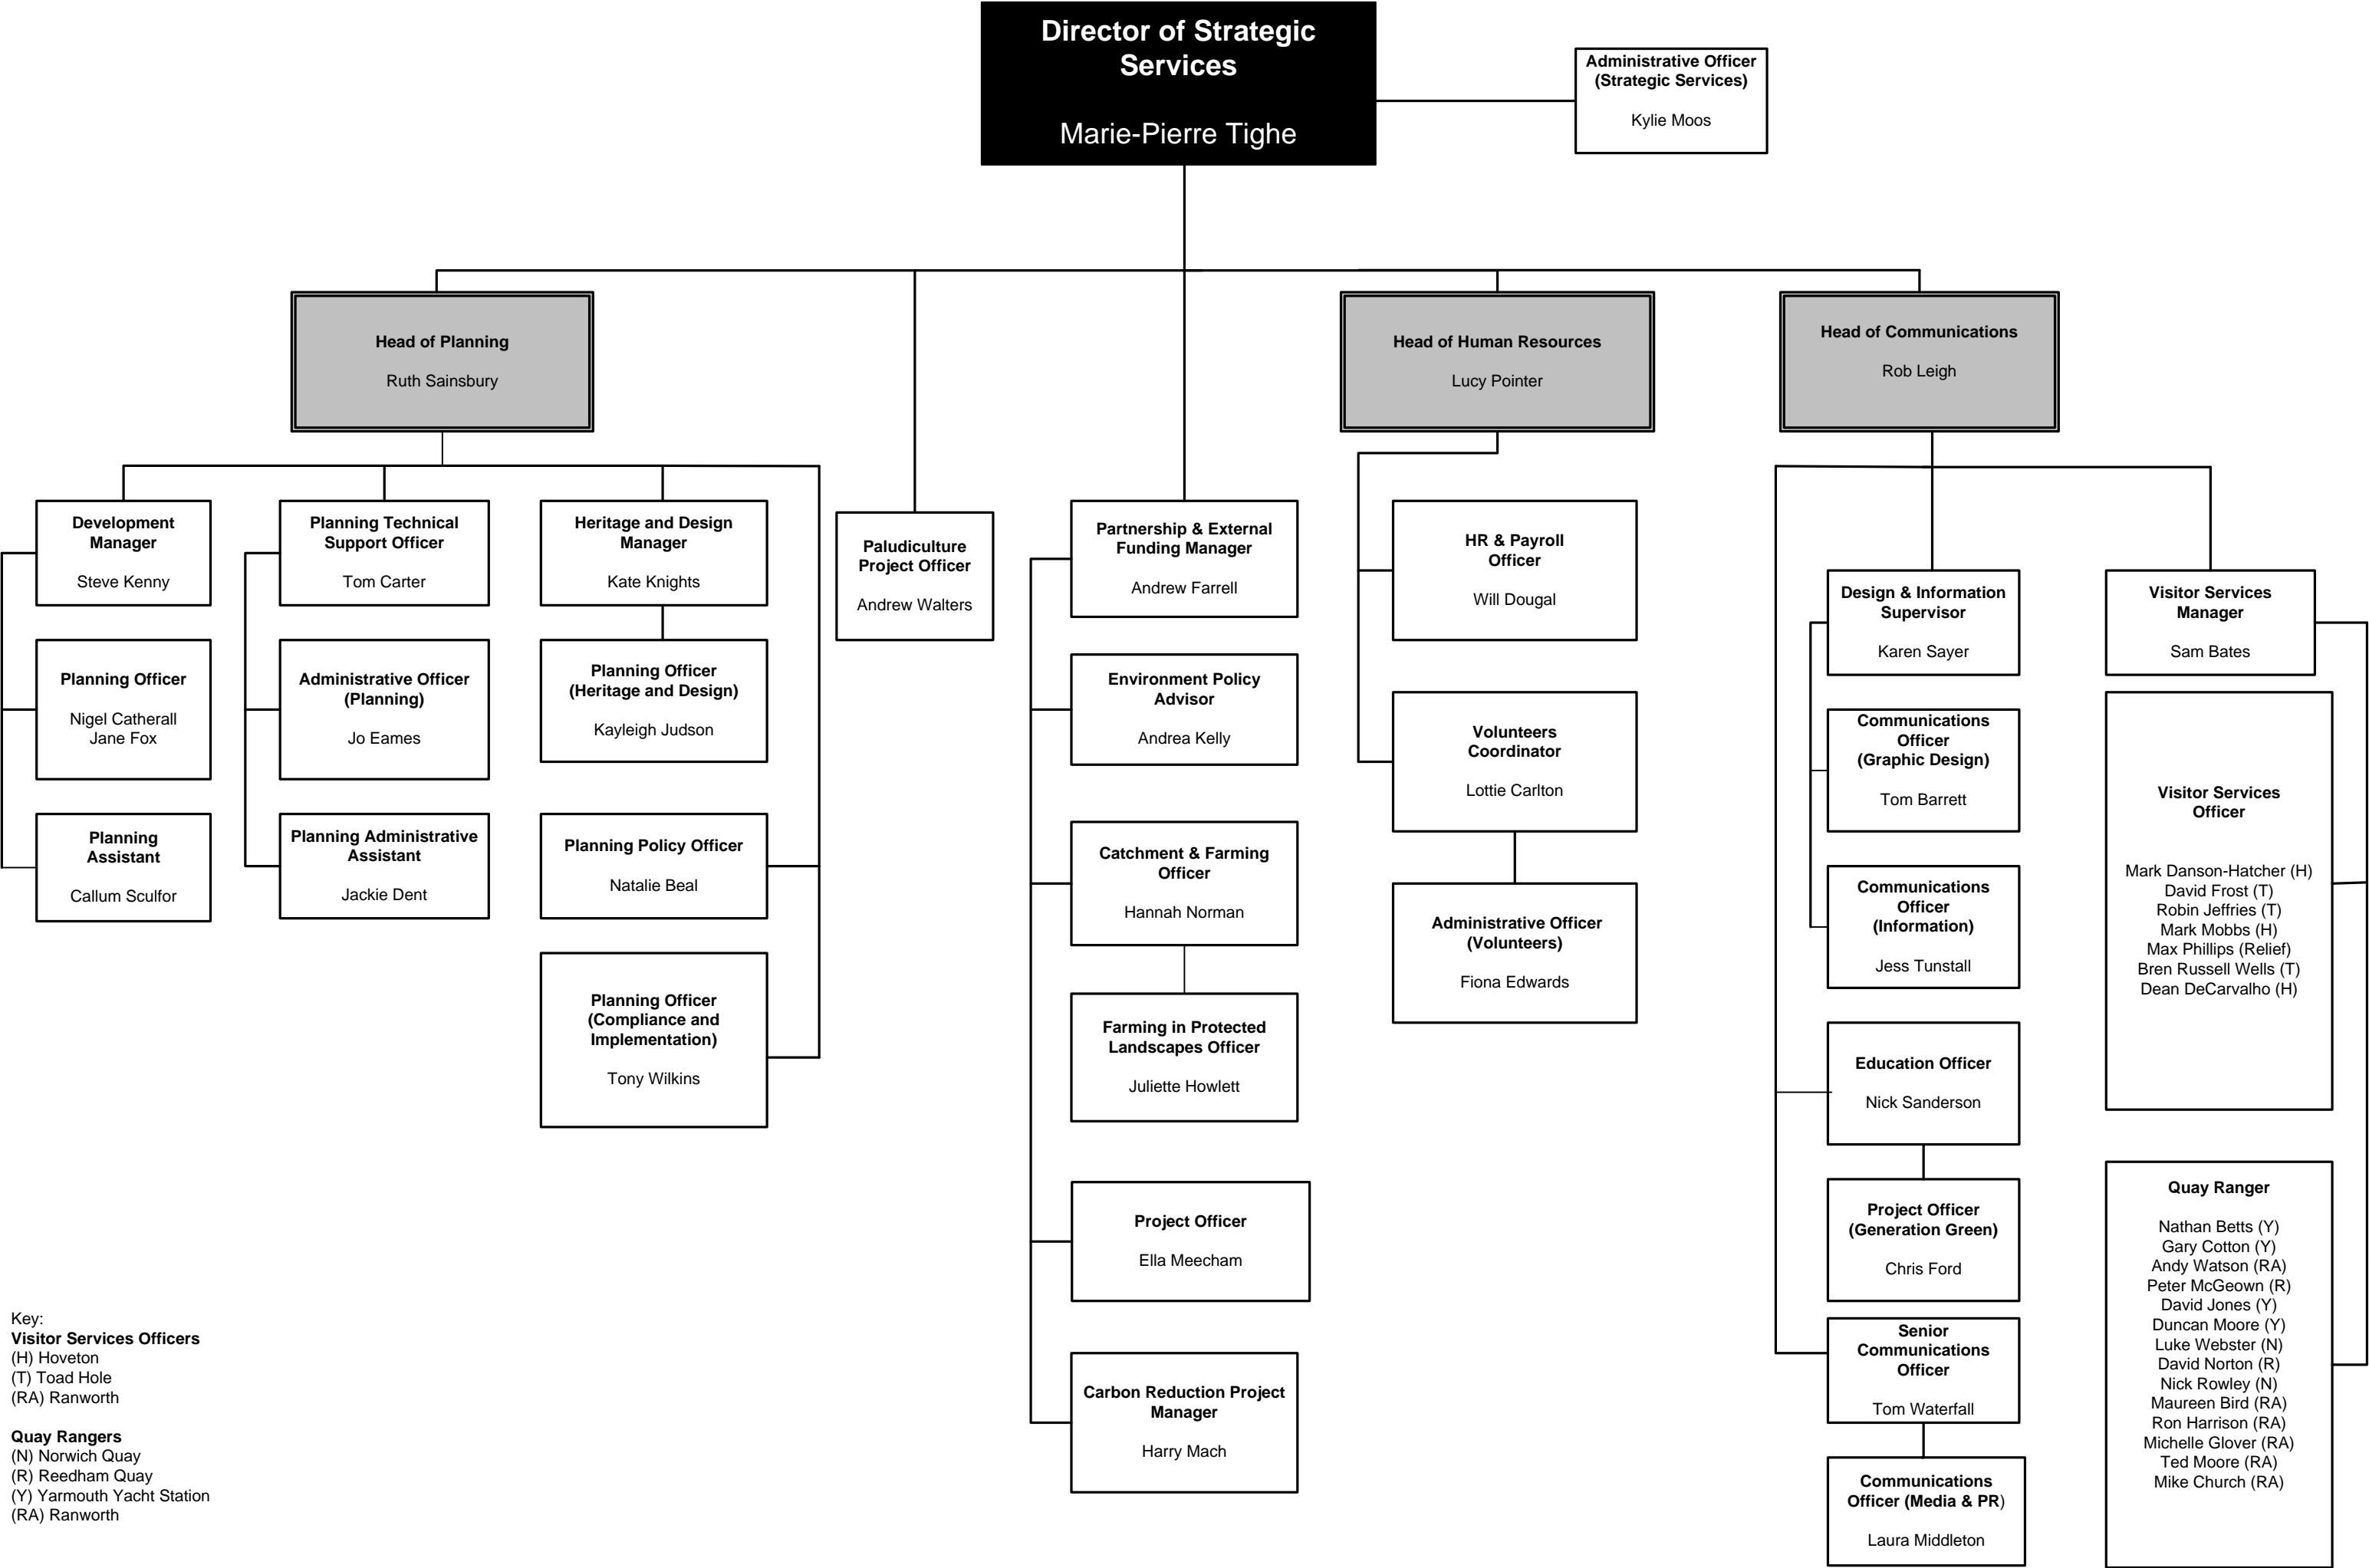 Director of Strategic
Services
Marie-Pierre Tighe
Administrative Officer
(Strategic Services)
Kylie Moos
Head of Planning
Ruth Sainsbury
Head of Human Resources
Lucy Pointer
Head of Communications
Rob Leigh
Development
Manager
Steve Kenny
Planning Officer
Nigel Catherall
Jane Fox
Planning
Assistant
Callum Sculfor
Planning Technical
Support Officer
Tom Carter
Administrative Officer
(Planning)
Jo Eames
Planning Administrative
Assistant
Jackie Dent
Heritage and Design
Manager
Kate Knights
Planning Officer
(Heritage and Design)
Kayleigh Judson
Planning Policy Officer
Natalie Beal
Planning Officer
(Compliance and
Implementation)
Tony Wilkins
Paludiculture
Project Officer
Andrew Walters
Partnership & External
Funding Manager
Andrew Farrell
Environment Policy
Advisor
Andrea Kelly
Catchment & Farming
Officer
Hannah Norman
Farming in Protected
Landscapes Officer
Juliette Howlett
Project Officer
Ella Meecham
Carbon Reduction Project
Manager
Harry Mach
HR & Payroll
Officer
Will Dougal
Volunteers
Coordinator
Lottie Carlton
Administrative Officer
(Volunteers)
Fiona Edwards
Design & Information
Supervisor
Karen Sayer
Communications
Officer
(Graphic Design)
Tom Barrett
Communications
Officer
(Information)
Jess Tunstall
Education Officer
Nick Sanderson
Project Officer
(Generation Green)
Chris Ford
Senior
Communications
Officer
Tom Waterfall
Communications
Officer (Media & PR)
Laura Middleton
Visitor Services
Manager
Sam Bates
Visitor Services
Officer
Mark Danson-Hatcher (H)
David Frost (T)
Robin Jeffries (T)
Mark Mobbs (H)
Max Phillips (Relief)
Bren Russell Wells (T)
Dean DeCarvalho (H)
Quay Ranger
Nathan Betts (Y)
Gary Cotton (Y)
Andy Watson (RA)
Peter McGeown (R)
David Jones (Y)
Duncan Moore (Y)
Luke Webster (N)
David Norton (R)
Nick Rowley (N)
Maureen Bird (RA)
Ron Harrison (RA)
Michelle Glover (RA)
Ted Moore (RA)
Mike Church (RA)
Key:
Visitor Services Officers
(H) Hoveton
(T) Toad Hole
(RA) Ranworth
Quay Rangers
(N) Norwich Quay
(R) Reedham Quay
(Y) Yarmouth Yacht Station
(RA) Ranworth